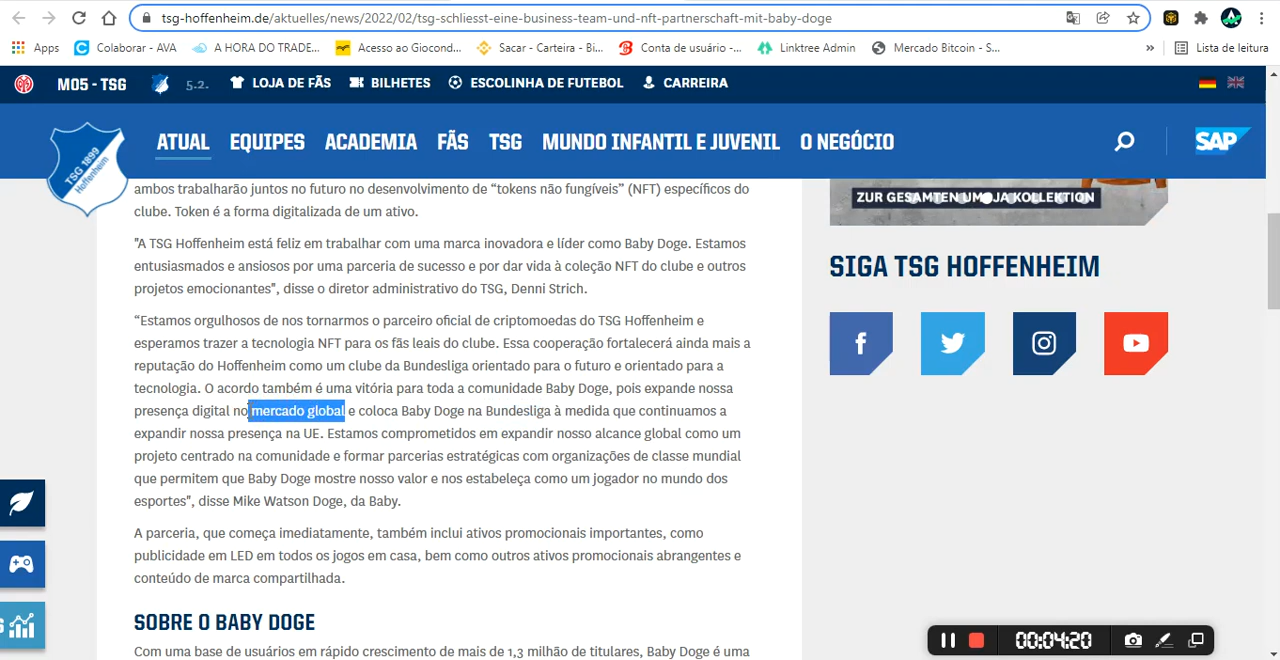 tsg-hoffenheim.de/aktuelles/news/2022/02/tsg-schliesst-eine-business-team-und-nft-partnerschaft-mit-baby-doge
Apps Colaborar - AVA A HORA DO TRADE... Acesso ao Giocond... Sacar - Carteira - Bi... Conta de usuário -... Linktree Admin Mercado Bitcoin - S... » Lista de leitura
M05 - TSG 5.2. LOJA DE FÃS BILHETES ESCOLINHA DE FUTEBOL CARREIRA
TSG 1899 Hoffenheim
ATUAL EQUIPES ACADEMIA FÃS TSG MUNDO INFANTIL E JUVENIL O NEGÓCIO SAP
ambos trabalharão juntos no futuro no desenvolvimento de “tokens não fungíveis” (NFT) específicos do
clube. Token é a forma digitalizada de um ativo.
"A TSG Hoffenheim está feliz em trabalhar com uma marca inovadora e líder como Baby Doge. Estamos
entusiasmados e ansiosos por uma parceria de sucesso e por dar vida à coleção NFT do clube e outros
projetos emocionantes", disse o diretor administrativo do TSG, Denni Strich.
“Estamos orgulhosos de nos tornarmos o parceiro oficial de criptomoedas do TSG Hoffenheim e
esperamos trazer a tecnologia NFT para os fãs leais do clube. Essa cooperação fortalecerá ainda mais a
reputação do Hoffenheim como um clube da Bundesliga orientado para o futuro e orientado para a
tecnologia. O acordo também é uma vitória para toda a comunidade Baby Doge, pois expande nossa
presença digital no mercado global e coloca Baby Doge na Bundesliga à medida que continuamos a
expandir nossa presença na UE. Estamos comprometidos em expandir nosso alcance global como um
projeto centrado na comunidade e formar parcerias estratégicas com organizações de classe mundial
que permitem que Baby Doge mostre nosso valor e nos estabeleça como um jogador no mundo dos
esportes", disse Mike Watson Doge, da Baby.
A parceria, que começa imediatamente, também inclui ativos promocionais importantes, como
publicidade em LED em todos os jogos em casa, bem como outros ativos promocionais abrangentes e
conteúdo de marca compartilhada.
SOBRE O BABY DOGE
Com uma base de usuários em rápido crescimento de mais de 1,3 milhão de titulares, Baby Doge é uma
ZUR GESAMTEN KOLLEKTION
SIGA TSG HOFFENHEIM
00:04:20